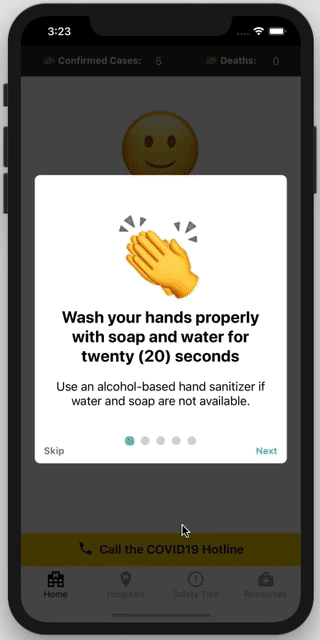 3:23
Confirmed Cases: 5 Deaths: 0
Wash your hands properly
with soap and water for
twenty (20) seconds
Use an alcohol-based hand sanitizer if
water and soap are not available.
Skip Next
Call the COVID19 Hotline
Home Hospitals Safety Tips Resources